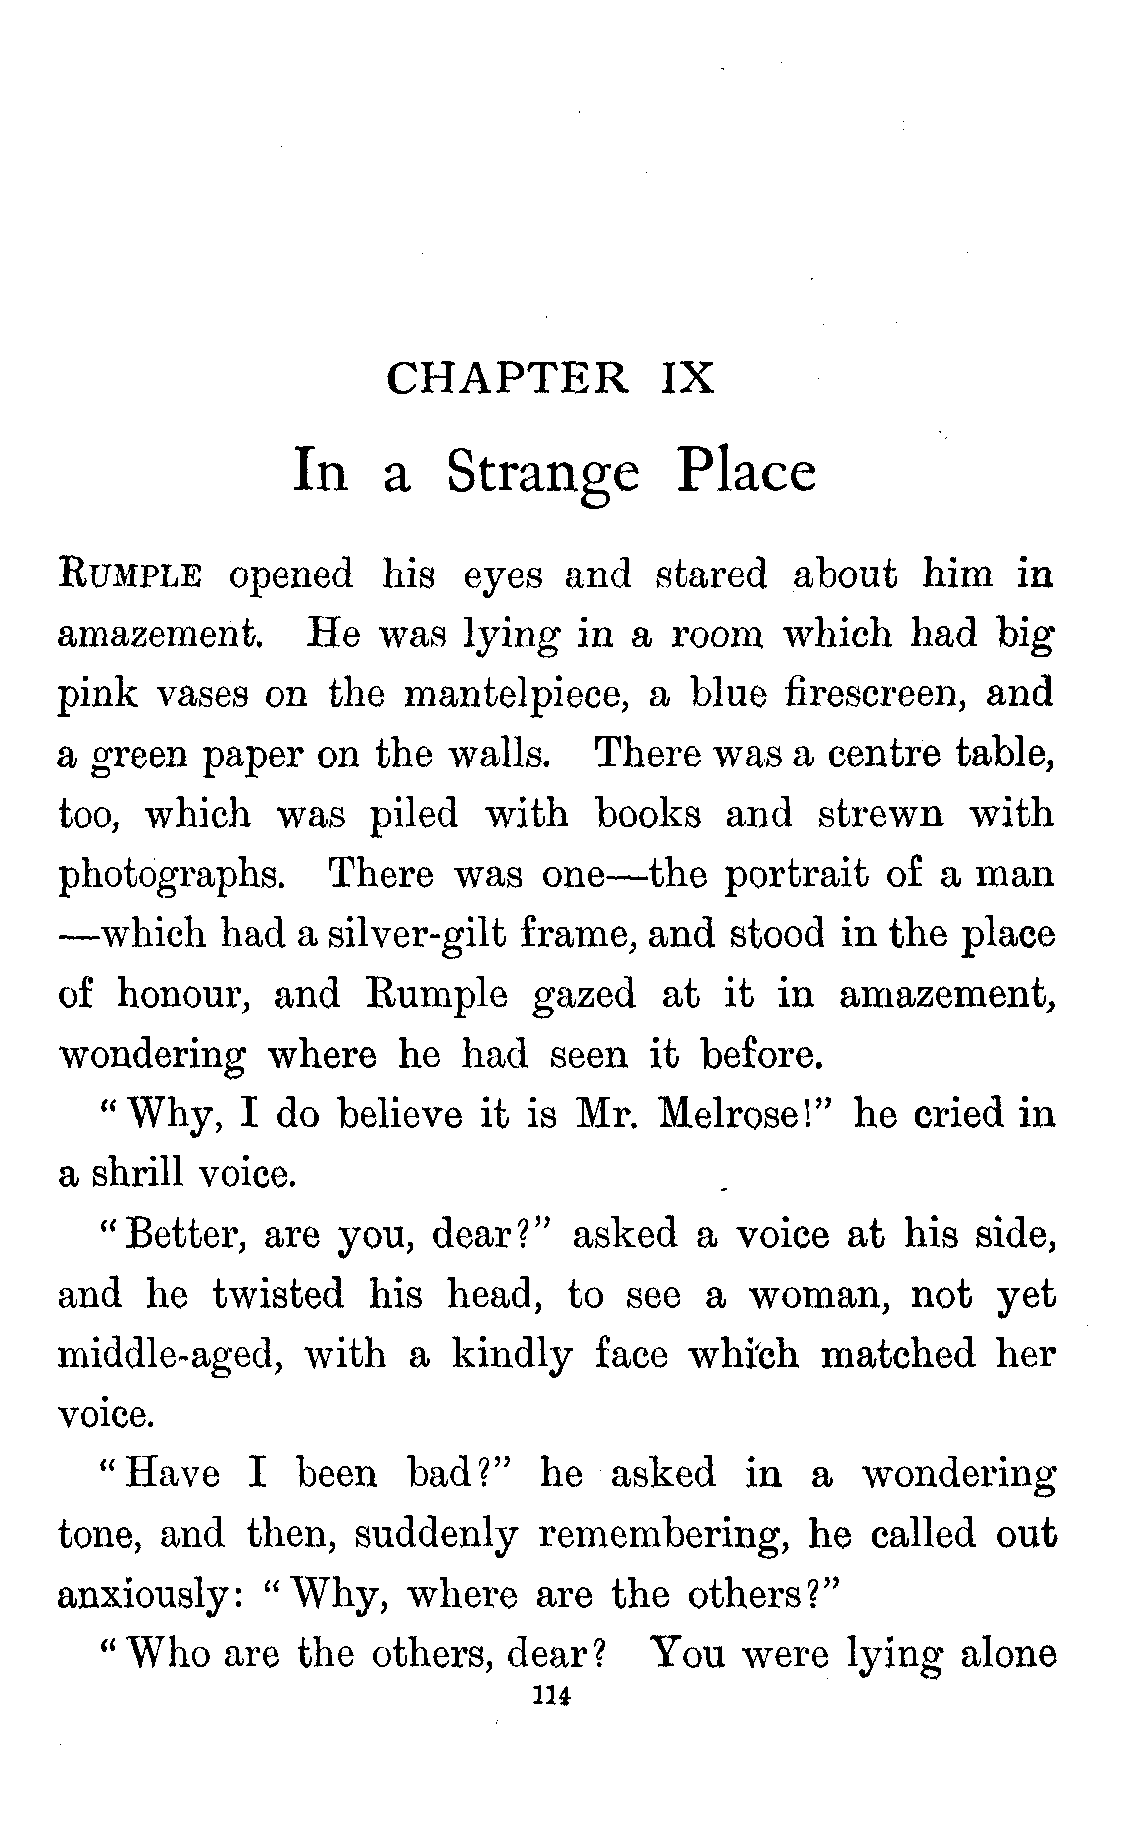 CHAPTER IX
In a Strange Place
RUMPLE opened his eyes and stared about him in
amazement. He was lying in a room which had big
pink vases on the mantelpiece, a blue firescreen, and
a green paper on the walls. There was a centre table,
too, which was piled with books and strewn with
photographs. There was one—the portrait of a man
—which had a silver-gilt frame, and stood in the place
of honour, and Rumple gazed at it in amazement,
wondering where he had seen it before.
“Why, I do believe it is Mr. Melrose!” he cried in
a shrill voice.
“Better, are you, dear?” asked a voice at his side,
and he twisted his head, to see a woman, not yet
middle-aged, with a kindly face which matched her
voice.
“Have I been bad?” he asked in a wondering
tone, and then, suddenly remembering, he called out
anxiously: “Why, where are the others?”
“Who are the others, dear? You were lying alone
114